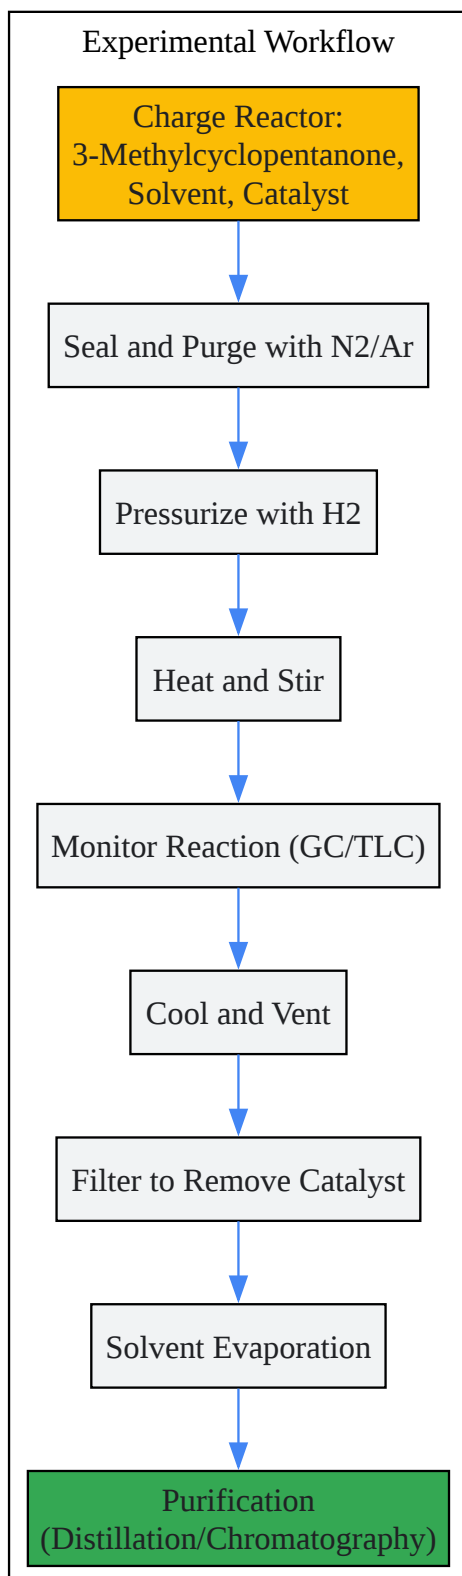 Experimental Workflow
Charge Reactor:
3-Methylcyclopentanone,
Solvent, Catalyst
Seal and Purge with N2/Ar
Pressurize with H2
Heat and Stir
Monitor Reaction (GC/TLC)
Cool and Vent
Filter to Remove Catalyst
Solvent Evaporation
Purification
(Distillation/Chromatography)